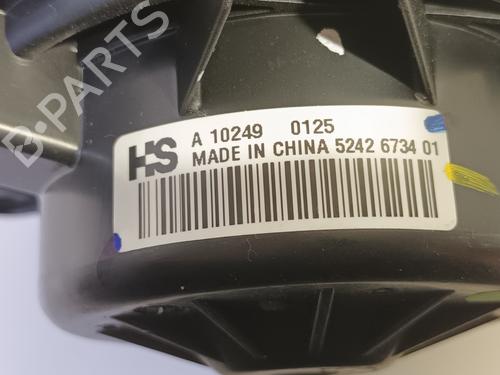 B-PARTS
HS A 10249 0125
MADE IN CHINA 5242 6734 01